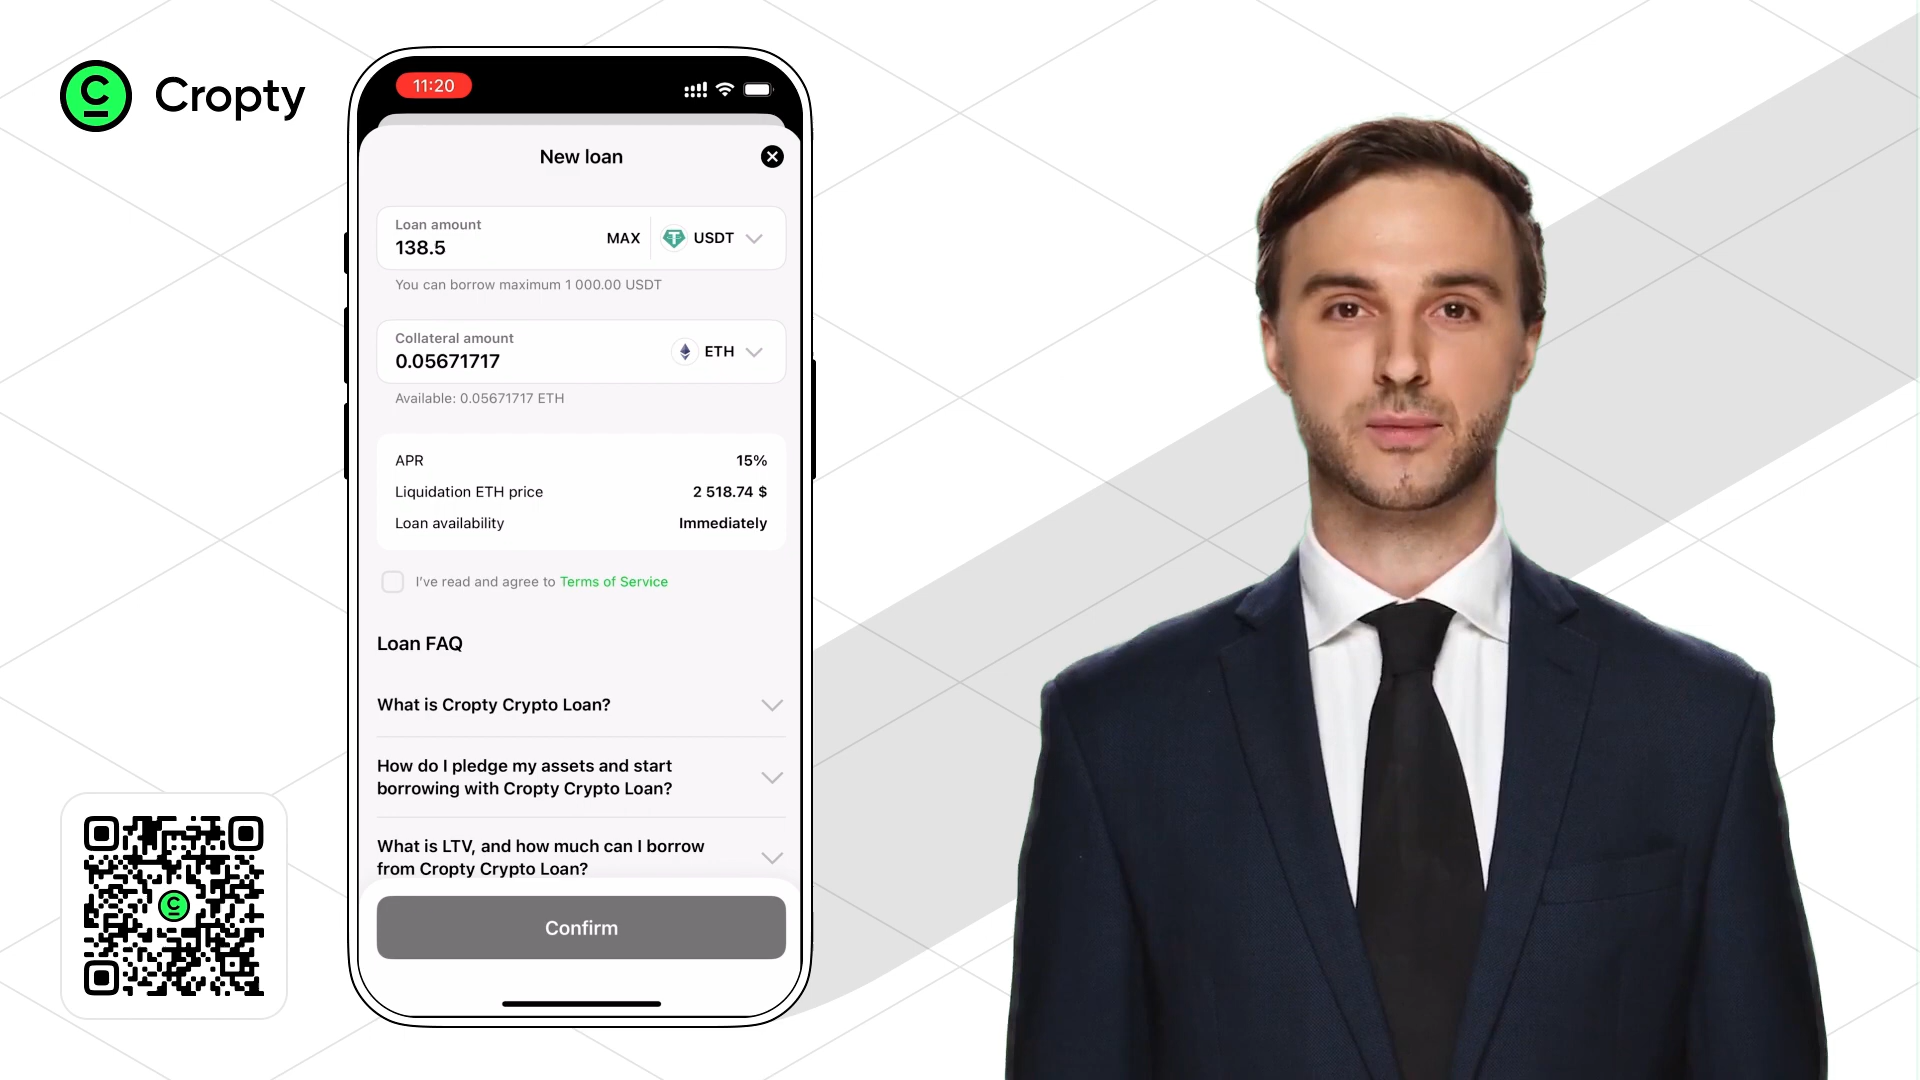 Cropty
11:20
New loan
Loan amount
138.5
MAX
USDT
You can borrow maximum 1 000.00 USDT
Collateral amount
0.05671717
ETH
Available: 0.05671717 ETH
APR 15%
Liquidation ETH price 2 518.74 $
Loan availability Immediately
I've read and agree to Terms of Service
Loan FAQ
What is Cropty Crypto Loan?
How do I pledge my assets and start
borrowing with Cropty Crypto Loan?
What is LTV, and how much can I borrow
from Cropty Crypto Loan?
Confirm